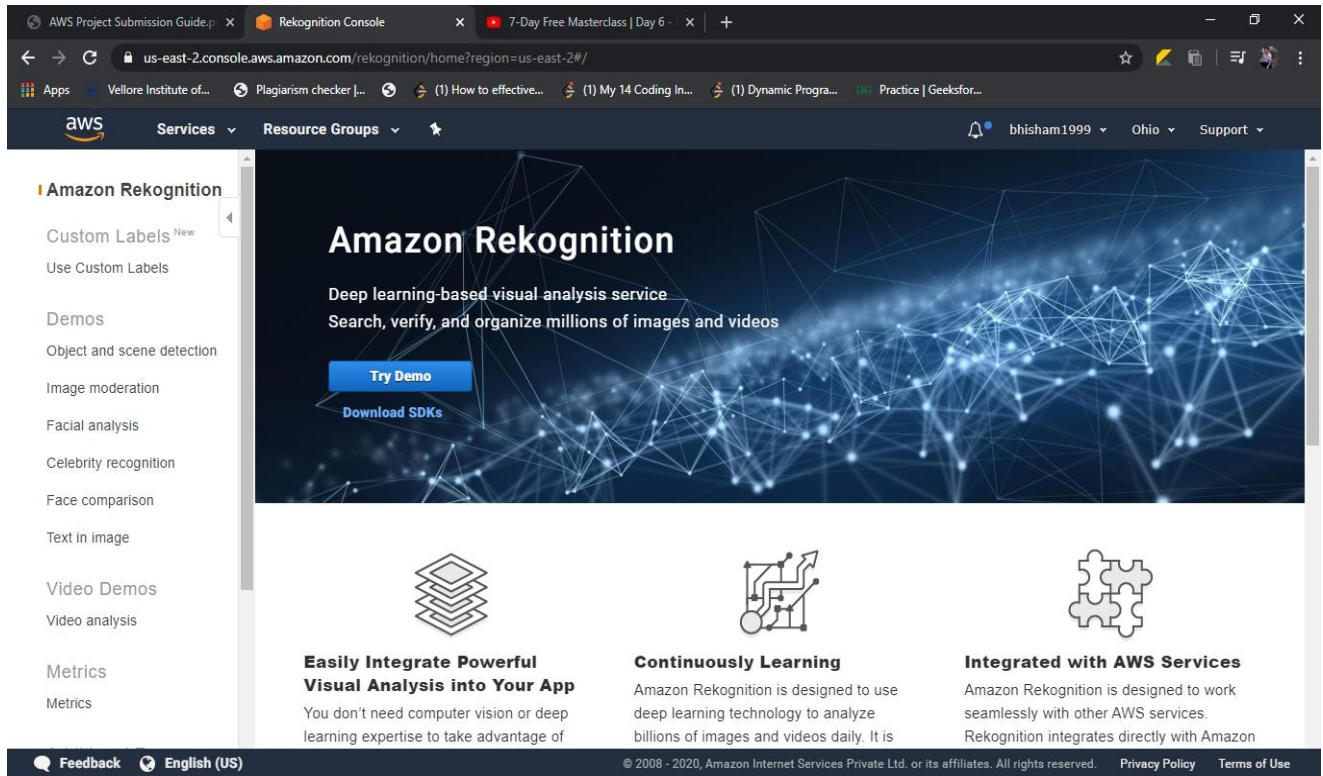 AWS Project Submission Guide.p
Rekognition Console
7-Day Free Masterclass | Day 6 -
us-east-2.console.aws.amazon.com/rekognition/home?region=us-east-2#/
Apps
Vellore Institute of...
Plagiarism checker |...
(1) How to effective...
(1) My 14 Coding In...
(1) Dynamic Progra...
Practice | Geeksfor...
aws
Services
Resource Groups
bhisham1999
Ohio
Support
Amazon Rekognition
Custom Labels New
Use Custom Labels
Demos
Object and scene detection
Image moderation
Facial analysis
Celebrity recognition
Face comparison
Text in image
Video Demos
Video analysis
Metrics
Metrics
Amazon Rekognition
Deep learning-based visual analysis service
Search, verify, and organize millions of images and videos
Try Demo
Download SDKs
Easily Integrate Powerful
Visual Analysis into Your App
You don't need computer vision or deep
learning expertise to take advantage of
Continuously Learning
Amazon Rekognition is designed to use
deep learning technology to analyze
billions of images and videos daily. It is
Integrated with AWS Services
Amazon Rekognition is designed to work
seamlessly with other AWS services.
Rekognition integrates directly with Amazon
Feedback
English (US)
© 2008 - 2020, Amazon Internet Services Private Ltd. or its affiliates. All rights reserved.
Privacy Policy
Terms of Use